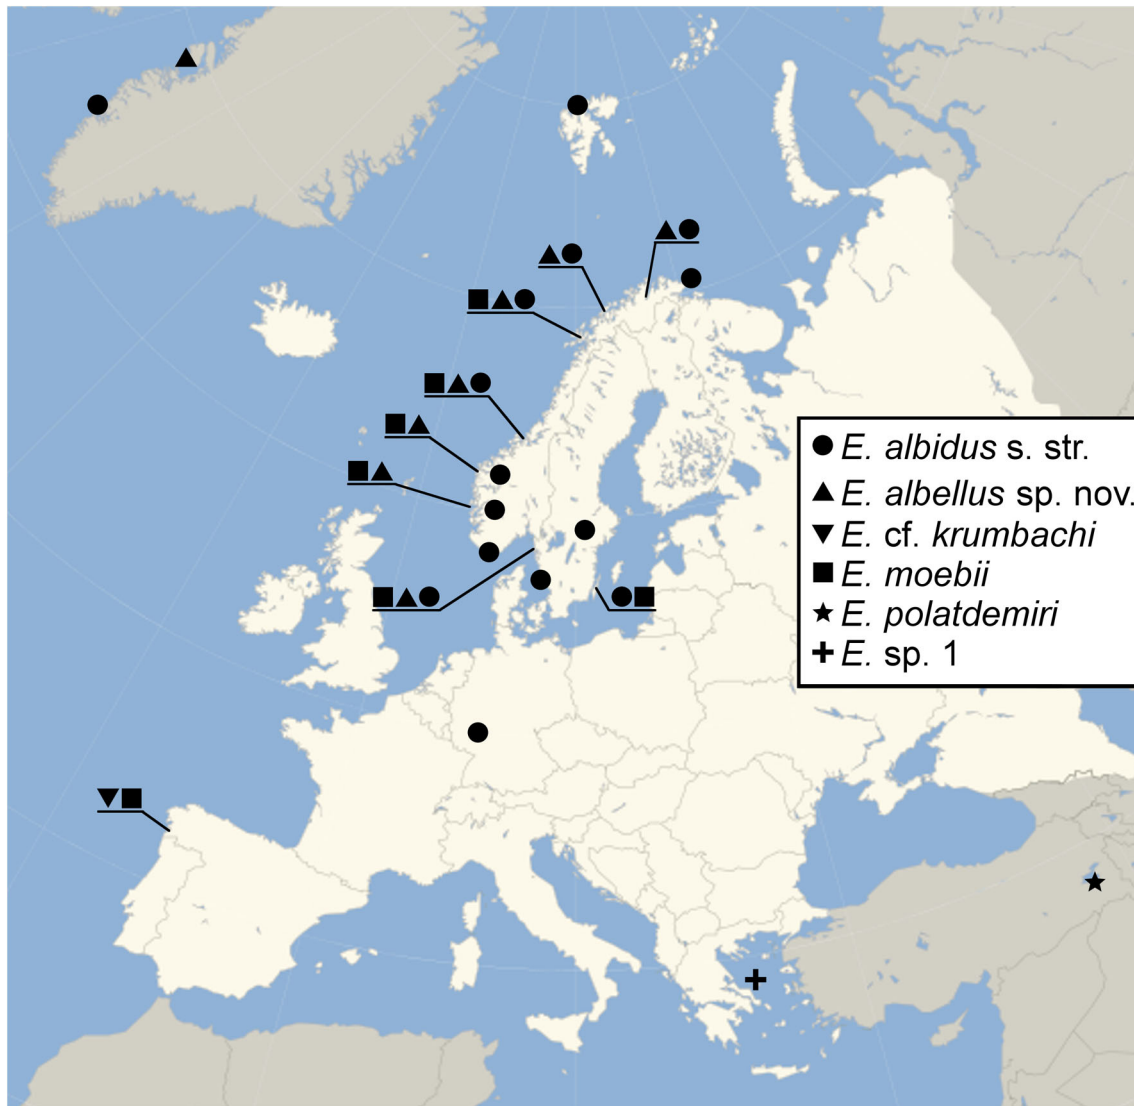 E. albidus s. str.
E. albellus sp. nov.
E. cf. krumbachi
E. moebii
E. polatdemiri
E. sp. 1